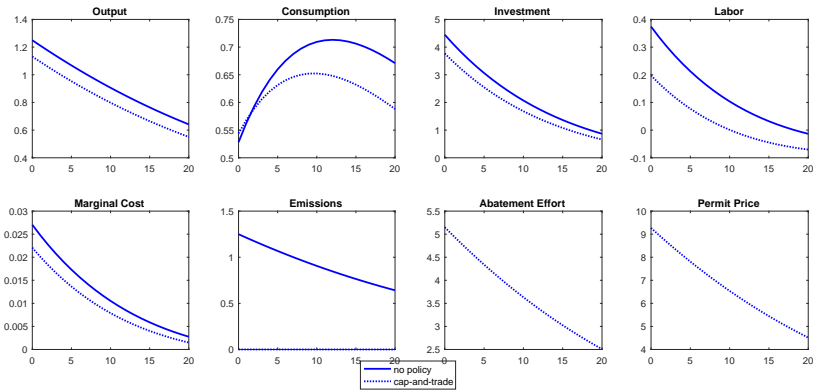 Output
1.4
1.2
1
0.8
0.6
0.4
0 5 10 15 20
Consumption
0.75
0.7
0.65
0.6
0.55
0.5
0 5 10 15 20
Investment
5
4
3
2
1
0
0 5 10 15 20
Labor
0.4
0.3
0.2
0.1
0
-0.1
0 5 10 15 20
Marginal Cost
0.03
0.025
0.02
0.015
0.01
0.005
0
0 5 10 15 20
Emissions
1.5
1
0.5
0
0 5 10 15 20
Abatement Effort
5.5
5
4.5
4
3.5
3
2.5
0 5 10 15 20
Permit Price
10
9
8
7
6
5
4
0 5 10 15 20
no policy
cap-and-trade